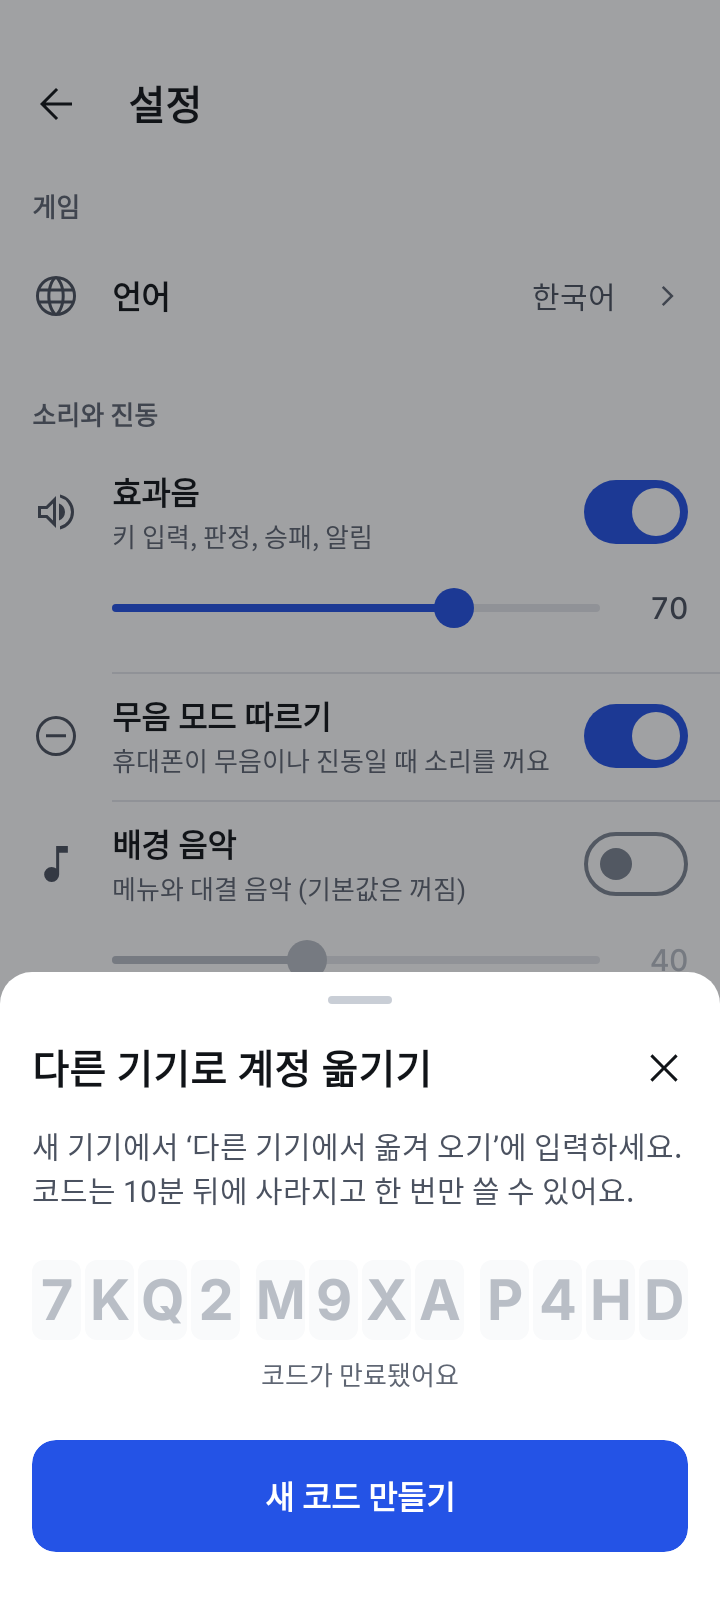 설정
게임
언어
한국어
소리와 진동
효과음
키 입력, 판정, 승패, 알림
70
무음 모드 따르기
휴대폰이 무음이나 진동일 때 소리를 꺼요
배경 음악
메뉴와 대결 음악 (기본값은 꺼짐)
40
다른 기기로 계정 옮기기
새 기기에서 ‘다른 기기에서 옮겨 오기’에 입력하세요.
코드는 10분 뒤에 사라지고 한 번만 쓸 수 있어요.
7KQ2 M9XA P4HD
코드가 만료됐어요
새 코드 만들기